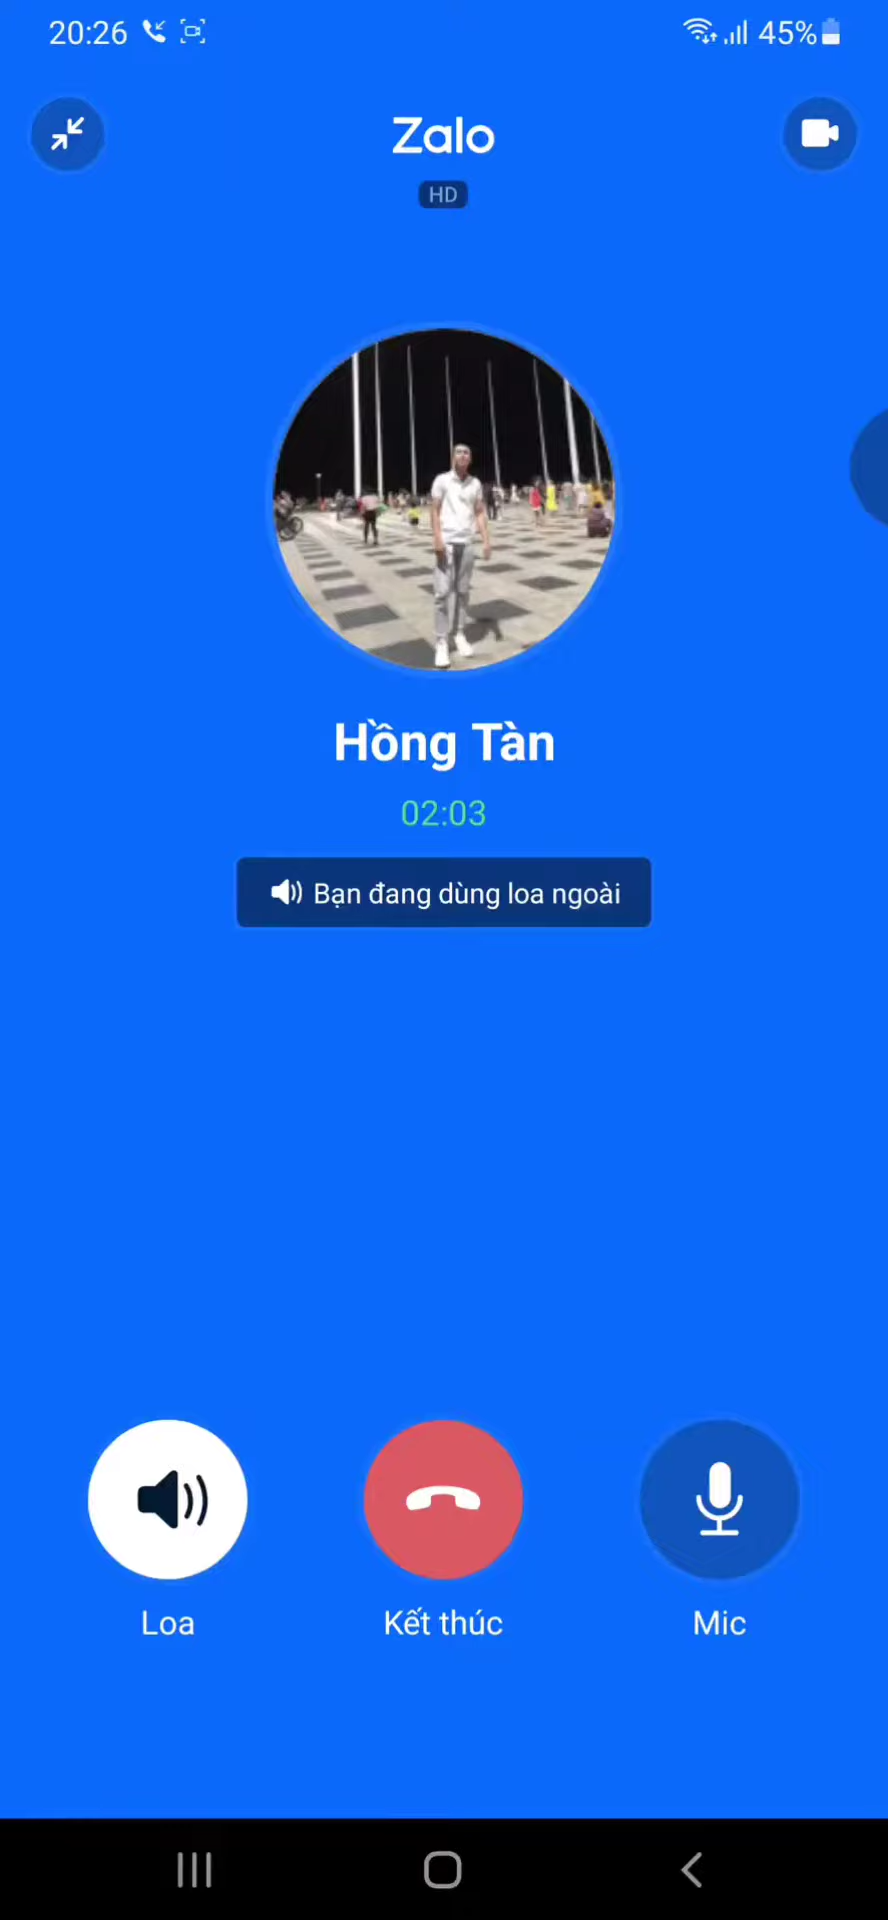 20:26
45%
Zalo
HD
Hồng Tàn
02:03
Bạn đang dùng loa ngoài
Loa
Kết thúc
Mic